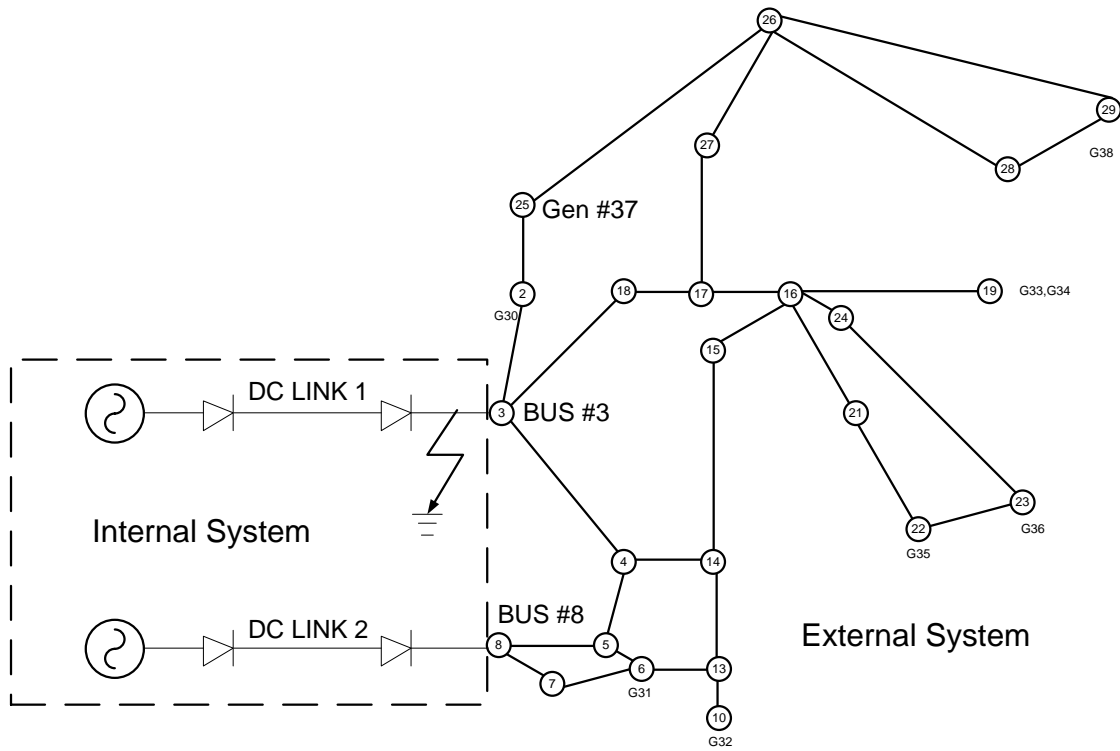 26
29
G38
27
28
25
Gen #37
2
G30
18
17
16
19
G33,G34
24
15
DC LINK 1
3
BUS #3
21
23
G36
22
G35
Internal System
4
14
BUS #8
DC LINK 2
8
5
External System
6
13
7
G31
10
G32